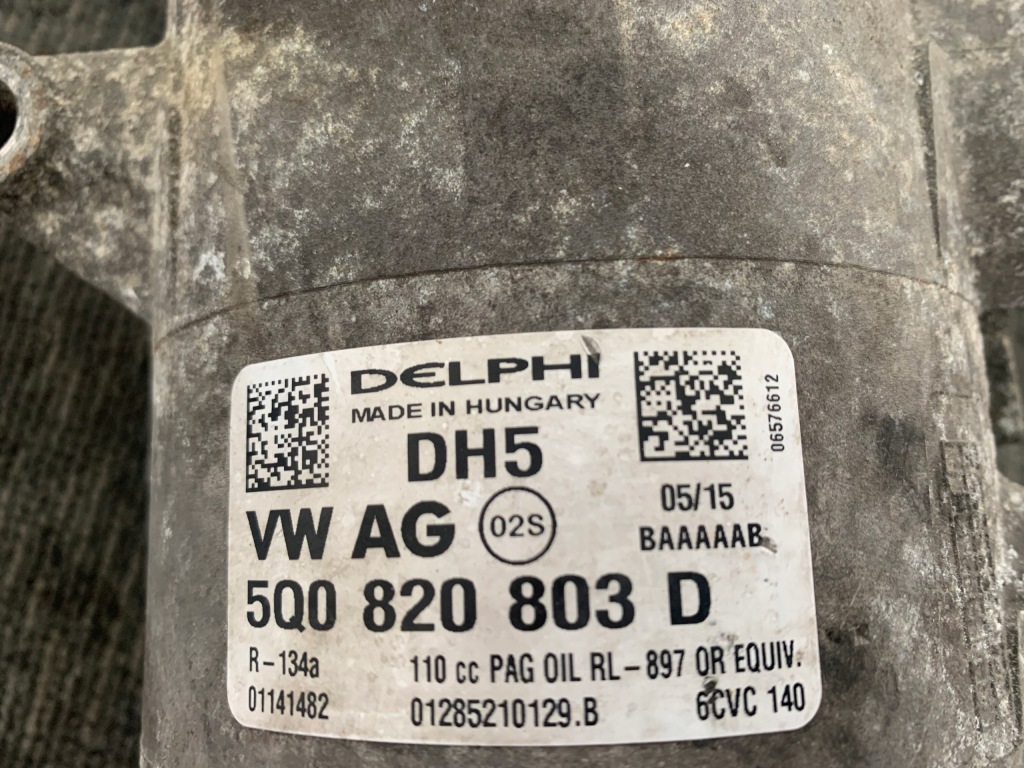 DELPHI
MADE IN HUNGARY
DH5
06576612
VW AG 02S
05/15
BAAAAAB
5Q0 820 803 D
R-134a 110 cc PAG OIL RL-897 OR EQUIV.
01141482 01285210129.B 6CVC 140